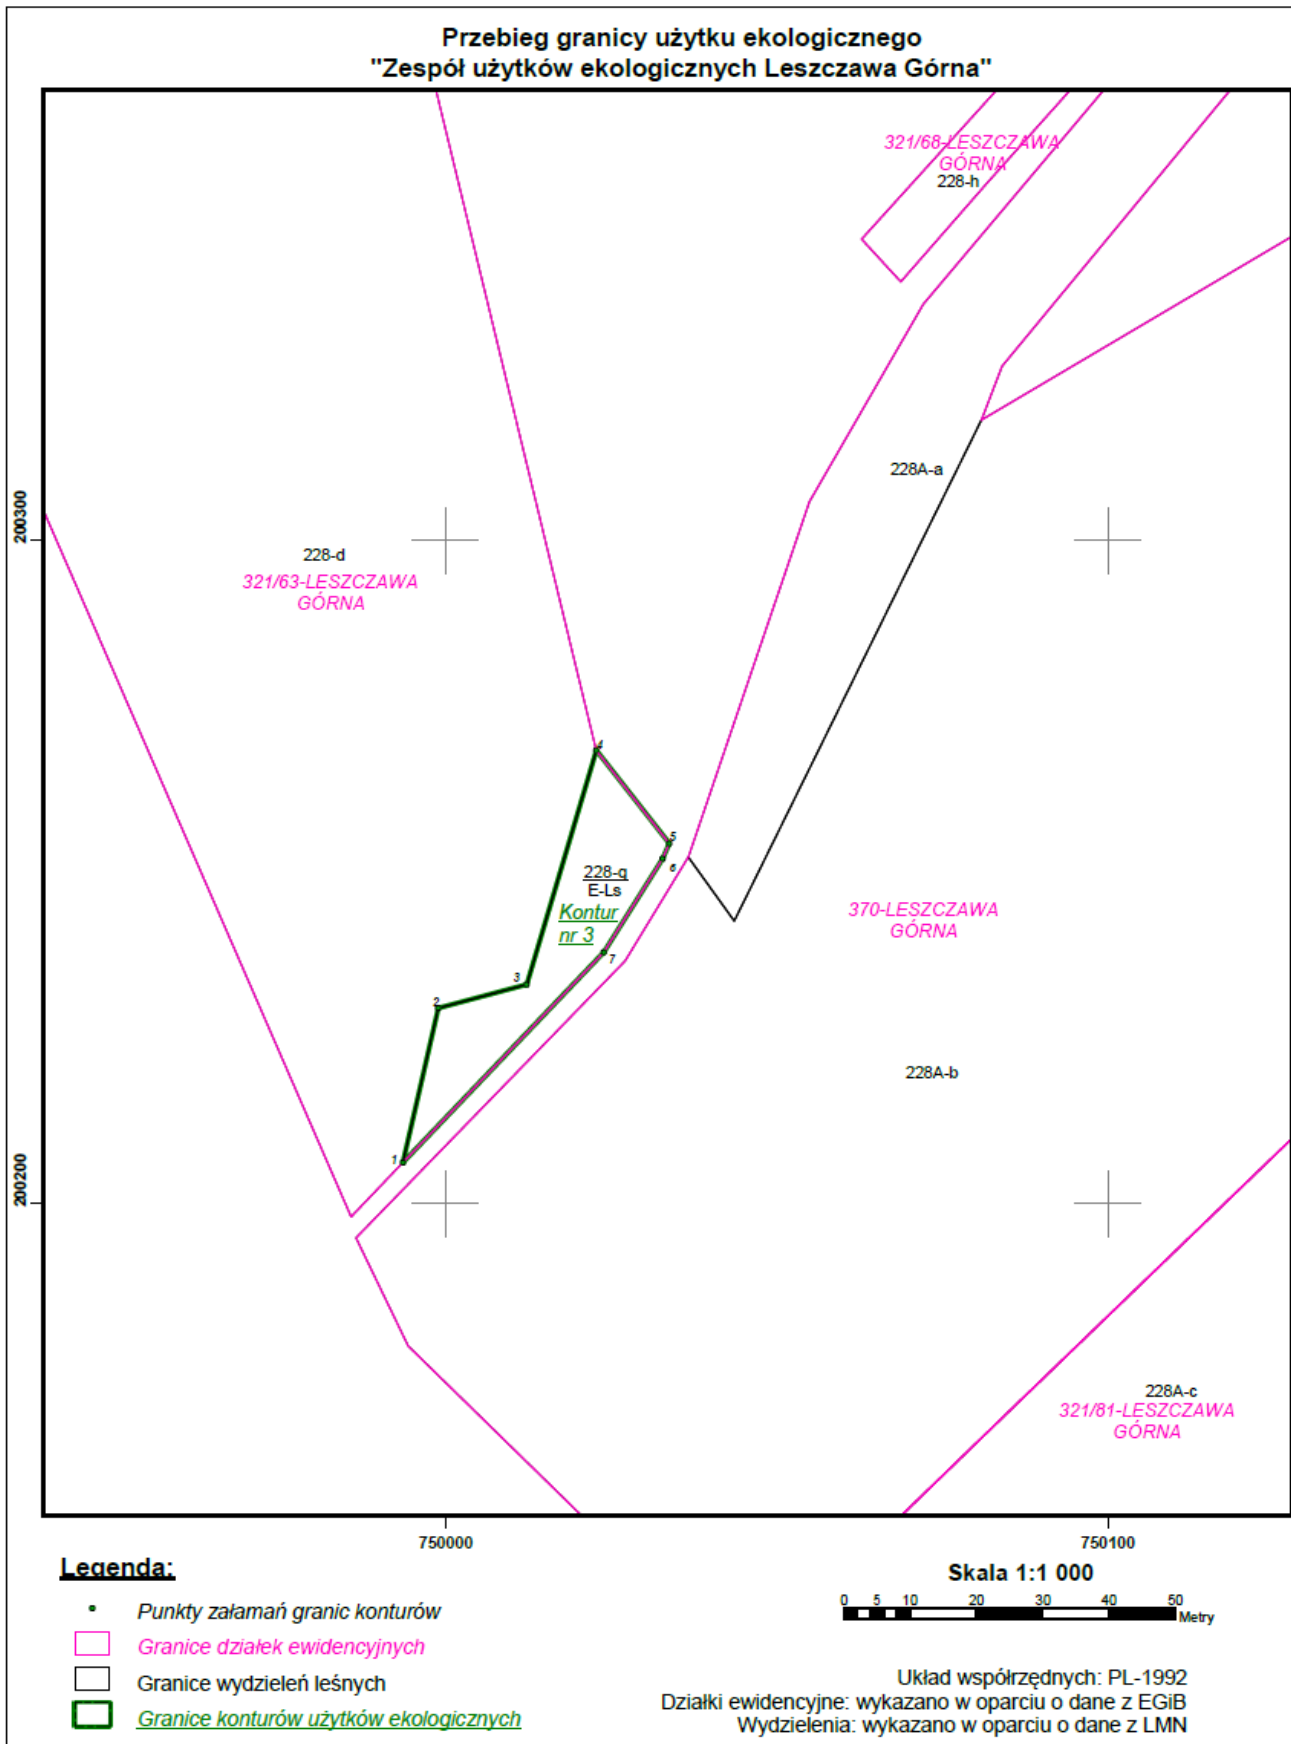 Przebieg granicy użytku ekologicznego
"Zespół użytków ekologicznych Leszczawa Górna"
321/68-LESZCZAWA
GÓRNA
228-h
228A-a
200300
228-d
321/63-LESZCZAWA
GÓRNA
4
5
6
228-q
E-Ls
Kontur
nr 3
370-LESZCZAWA
GÓRNA
7
3
2
228A-b
1
200200
228A-c
321/81-LESZCZAWA
GÓRNA
750000
750100
Legenda:
Punkty załamań granic konturów
Granice działek ewidencyjnych
Granice wydzieleń leśnych
Granice konturów użytków ekologicznych
Skala 1:1 000
0 5 10 20 30 40 50
Metry
Układ współrzędnych: PL-1992
Działki ewidencyjne: wykazano w oparciu o dane z EGiB
Wydzielenia: wykazano w oparciu o dane z LMN